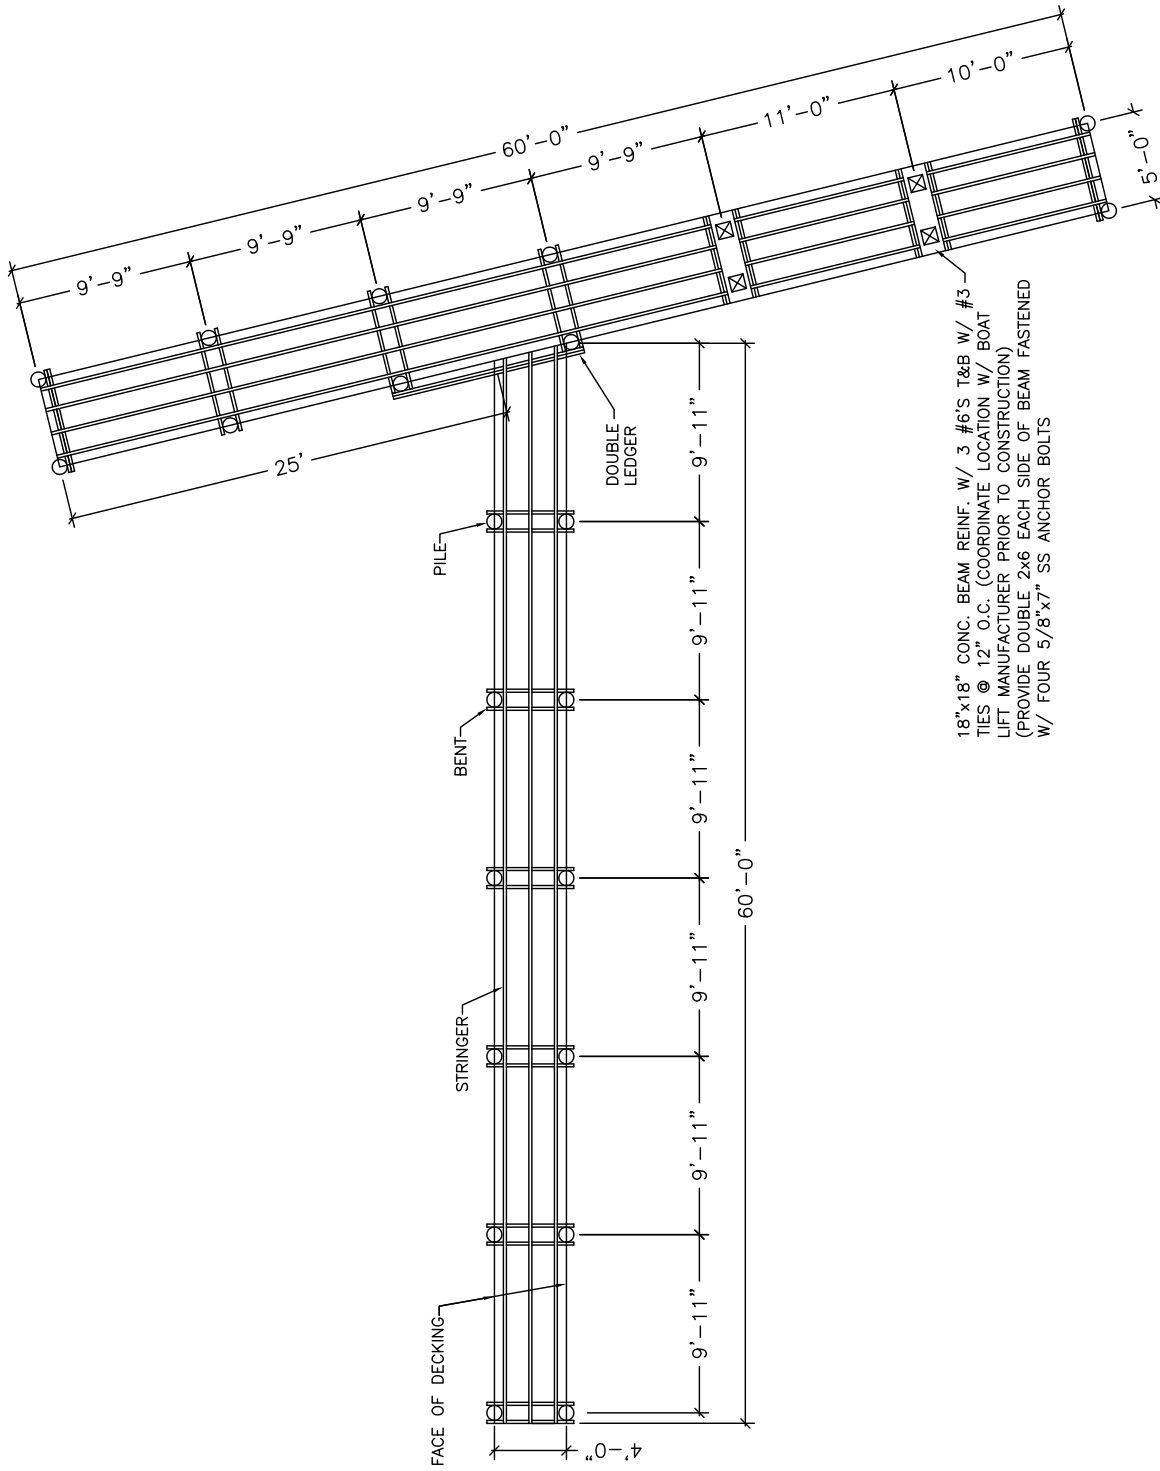 60'-0"
9'-9"
9'-9"
9'-9"
9'-9"
11'-0"
10'-0"
5'-0"
25'
DOUBLE
LEDGER
PILE
BENT
STRINGER
FACE OF DECKING
9'-11"
9'-11"
9'-11"
9'-11"
9'-11"
9'-11"
60'-0"
4'-0"
18"x18" CONC. BEAM REINF. W/ 3 #6'S T&B W/ #3
TIES @ 12" O.C. (COORDINATE LOCATION W/ BOAT
LIFT MANUFACTURER PRIOR TO CONSTRUCTION)
(PROVIDE DOUBLE 2x6 EACH SIDE OF BEAM FASTENED
W/ FOUR 5/8"x7" SS ANCHOR BOLTS